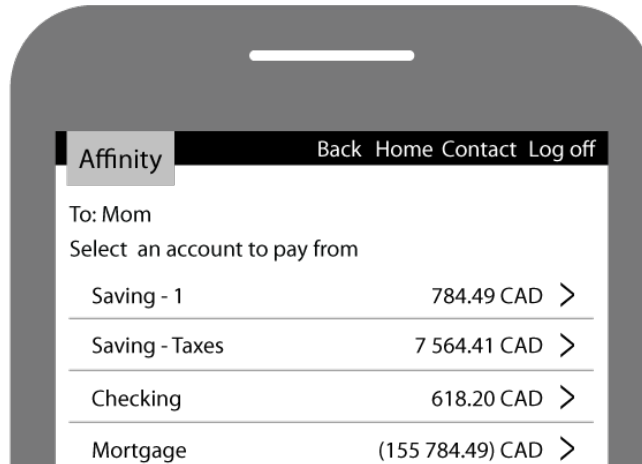 Affinity Back Home Contact Log off
To: Mom
Select an account to pay from
Saving - 1 784.49 CAD >
Saving - Taxes 7 564.41 CAD >
Checking 618.20 CAD >
Mortgage (155 784.49) CAD >